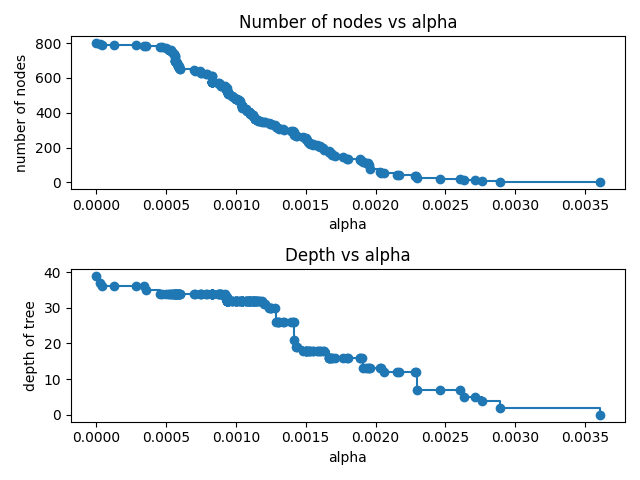 Number of nodes vs alpha
number of nodes
800
600
400
200
0
0.0000 0.0005 0.0010 0.0015 0.0020 0.0025 0.0030 0.0035
alpha
Depth vs alpha
depth of tree
40
30
20
10
0
0.0000 0.0005 0.0010 0.0015 0.0020 0.0025 0.0030 0.0035
alpha